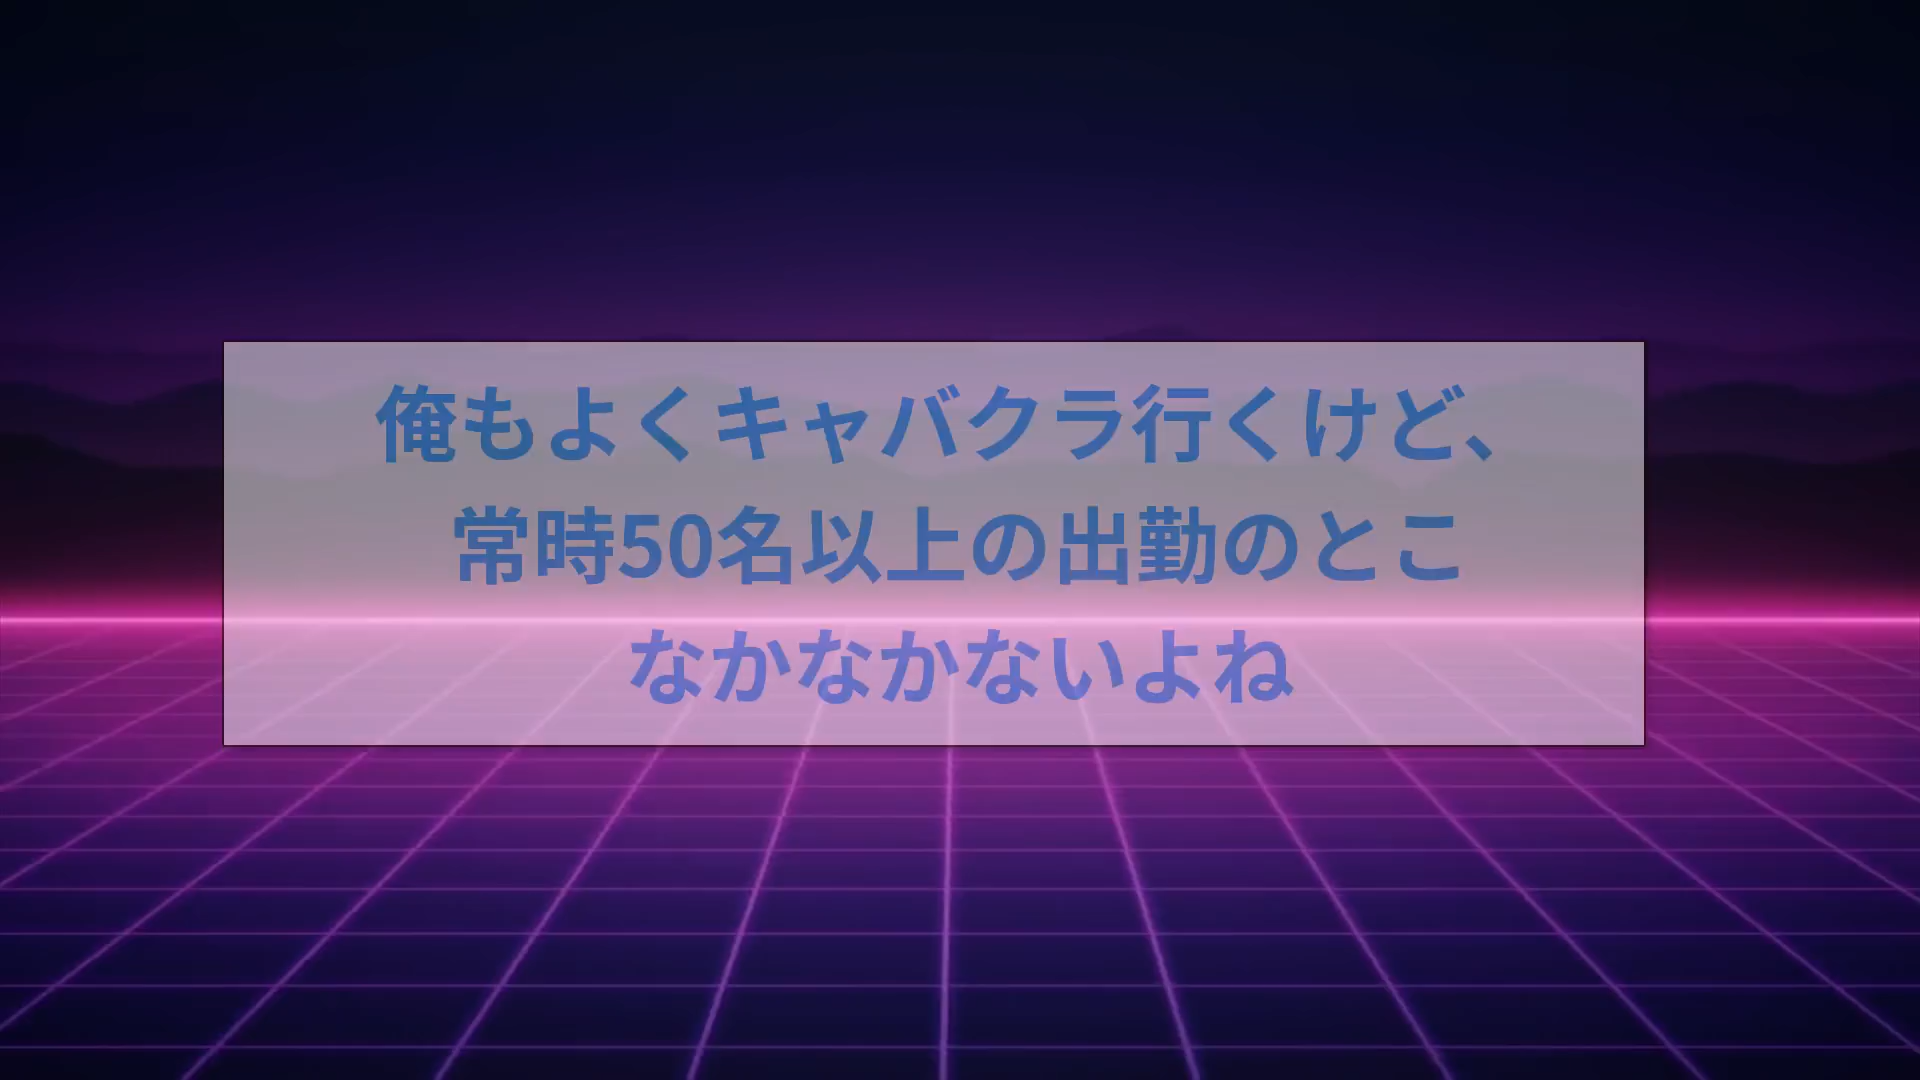 俺もよくキャバクラ行くけど、
常時50名以上の出勤のとこ
なかなかないよね